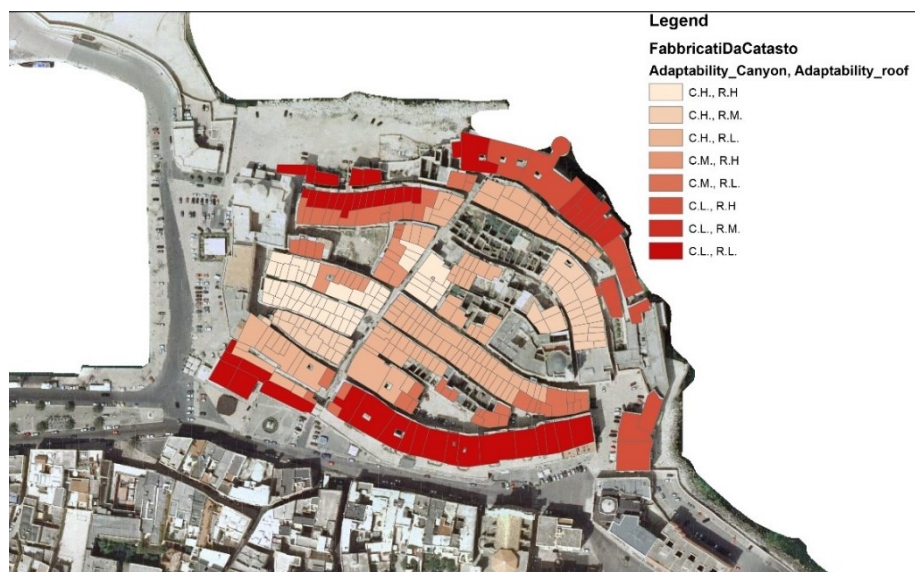 Legend
FabbricatiDaCatasto
Adaptability_Canyon, Adaptability_roof
C.H., R.H
C.H., R.M.
C.H., R.L.
C.M., R.H
C.M., R.L.
C.L., R.H
C.L., R.M.
C.L., R.L.